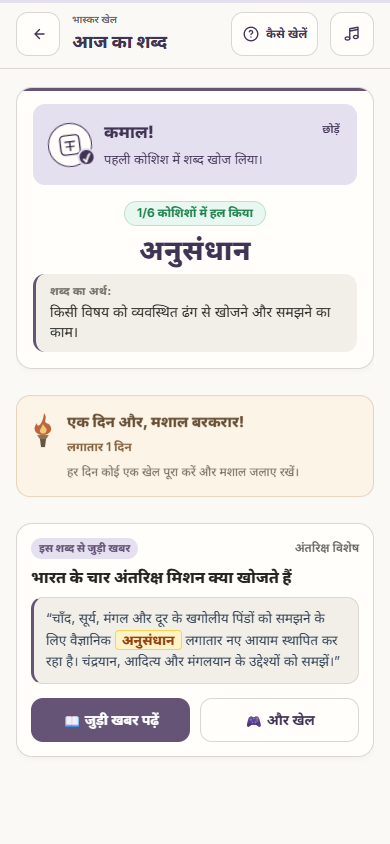 भास्कर खेल
आज का शब्द
कैसे खेलें
कमाल!
छोड़ें
पहली कोशिश में शब्द खोज लिया।
1/6 कोशिशों में हल किया
अनुसंधान
शब्द का अर्थ:
किसी विषय को व्यवस्थित ढंग से खोजने और समझने का
काम।
एक दिन और, मशाल बरकरार!
लगातार 1 दिन
हर दिन कोई एक खेल पूरा करें और मशाल जलाए रखें।
इस शब्द से जुड़ी खबर
अंतरिक्ष विशेष
भारत के चार अंतरिक्ष मिशन क्या खोजते हैं
“चाँद, सूर्य, मंगल और दूर के खगोलीय पिंडों को समझने के
लिए वैज्ञानिक अनुसंधान लगातार नए आयाम स्थापित कर
रहा है। चंद्रयान, आदित्य और मंगलयान के उद्देश्यों को समझें।”
जुड़ी खबर पढ़ें
और खेल